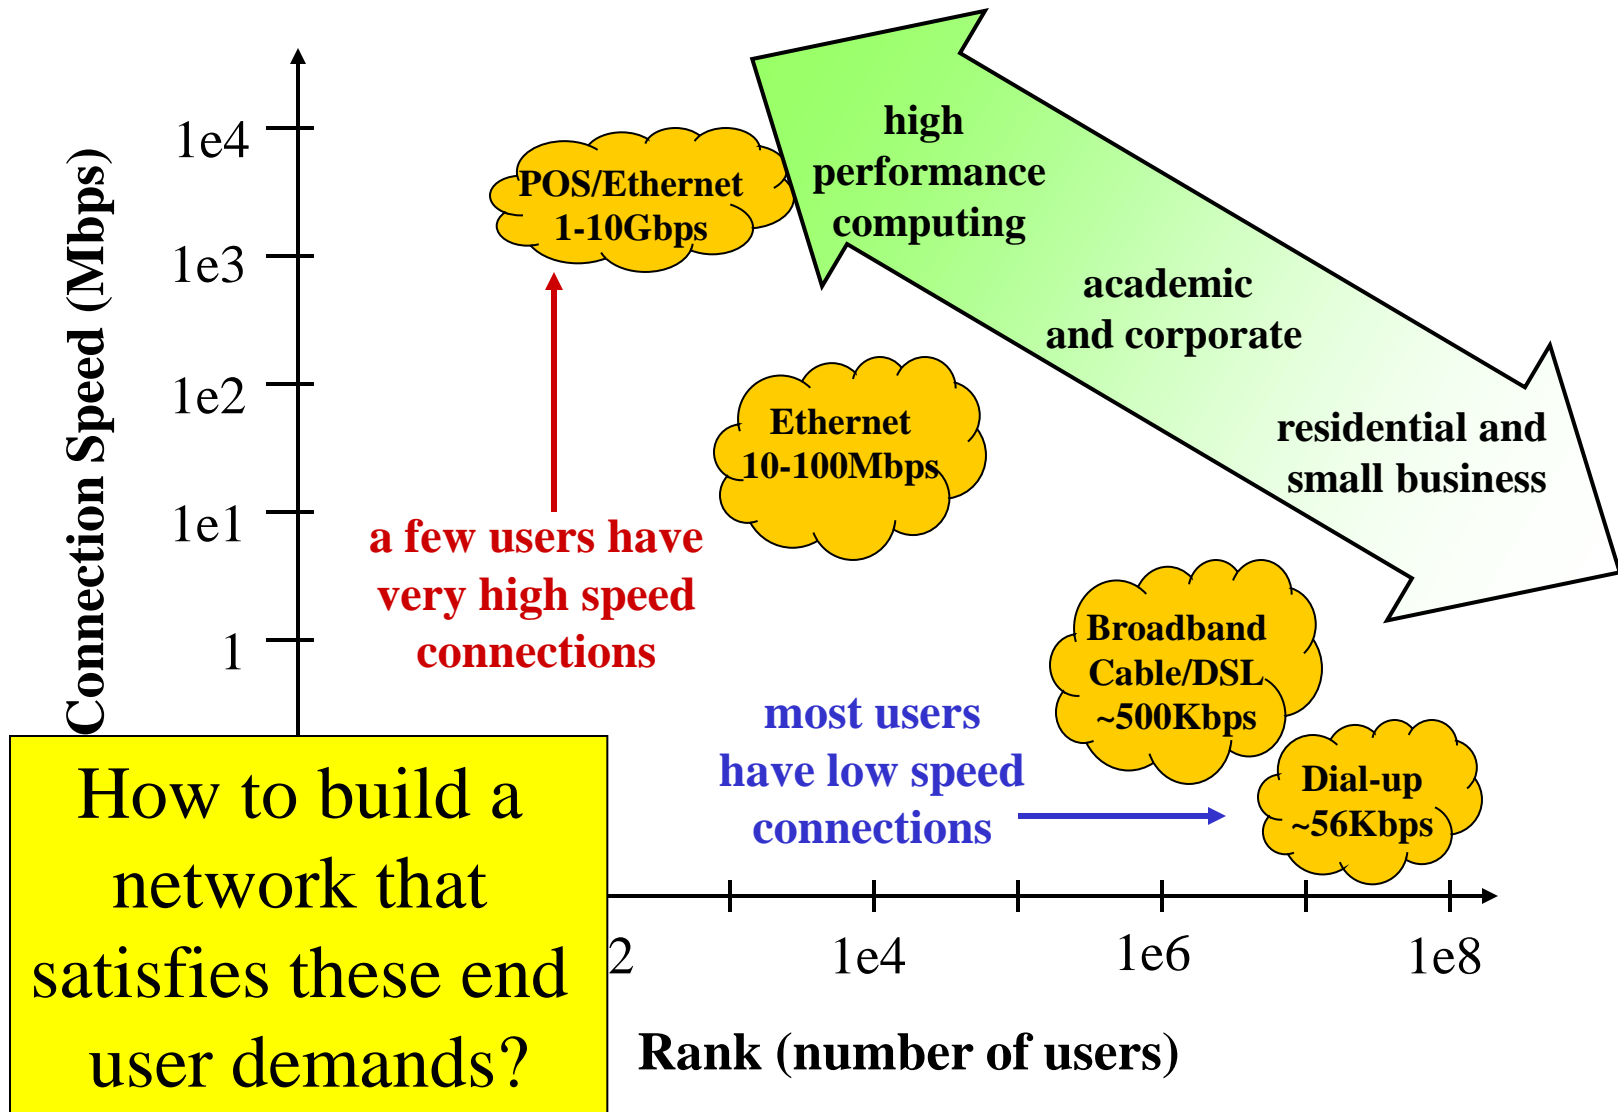 Connection Speed (Mbps)
1e4
1e3
1e2
1e1
1
POS/Ethernet
1-10Gbps
high
performance
computing
academic
and corporate
residential and
small business
Ethernet
10-100Mbps
a few users have
very high speed
connections
Broadband
Cable/DSL
~500Kbps
most users
have low speed
connections
Dial-up
~56Kbps
How to build a
network that
satisfies these end
user demands?
2
1e4
1e6
1e8
Rank (number of users)